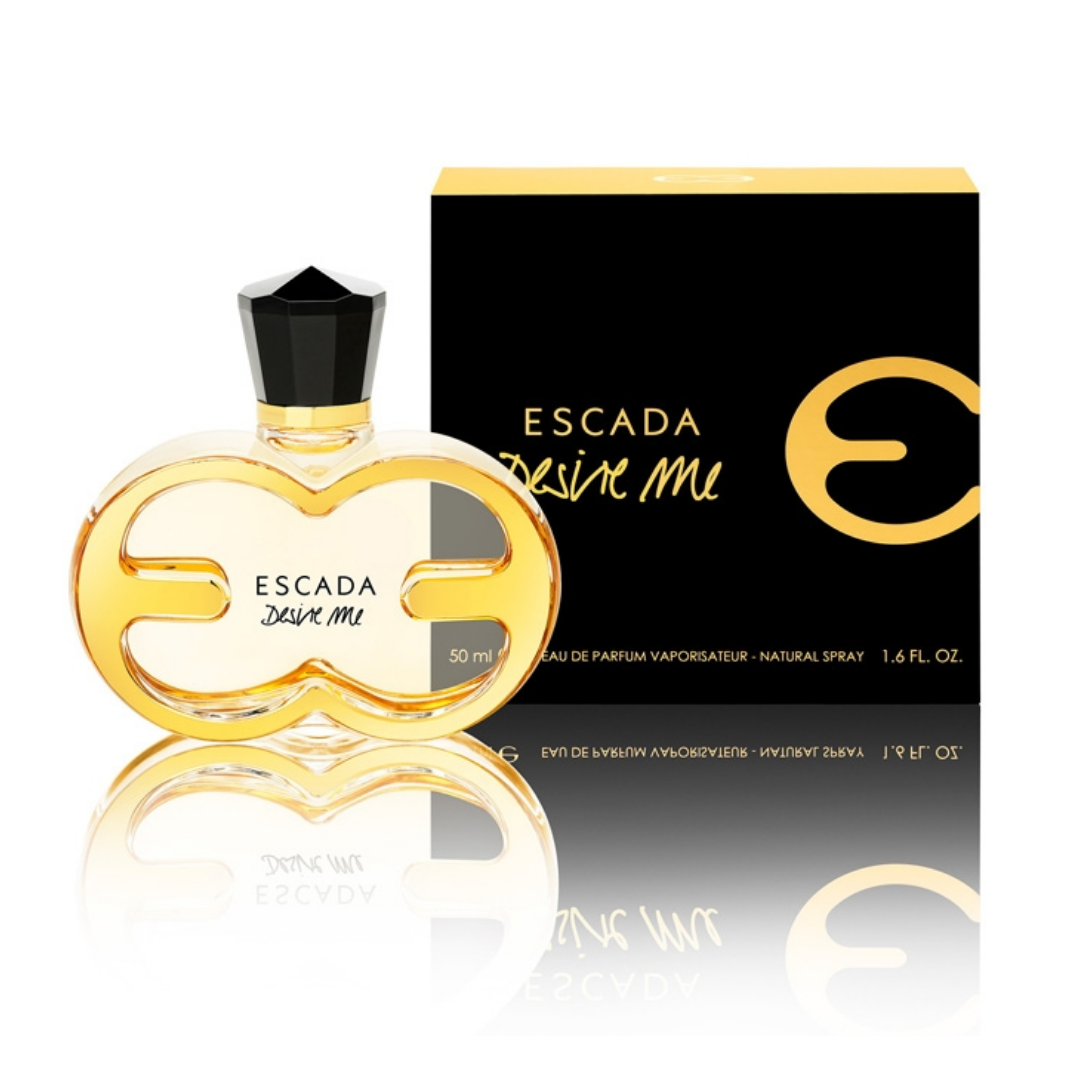 ESCADA
Desire Me
50 ml EAU DE PARFUM VAPORISATEUR - NATURAL SPRAY 1.6 FL. OZ.
ESCADA
Desire Me